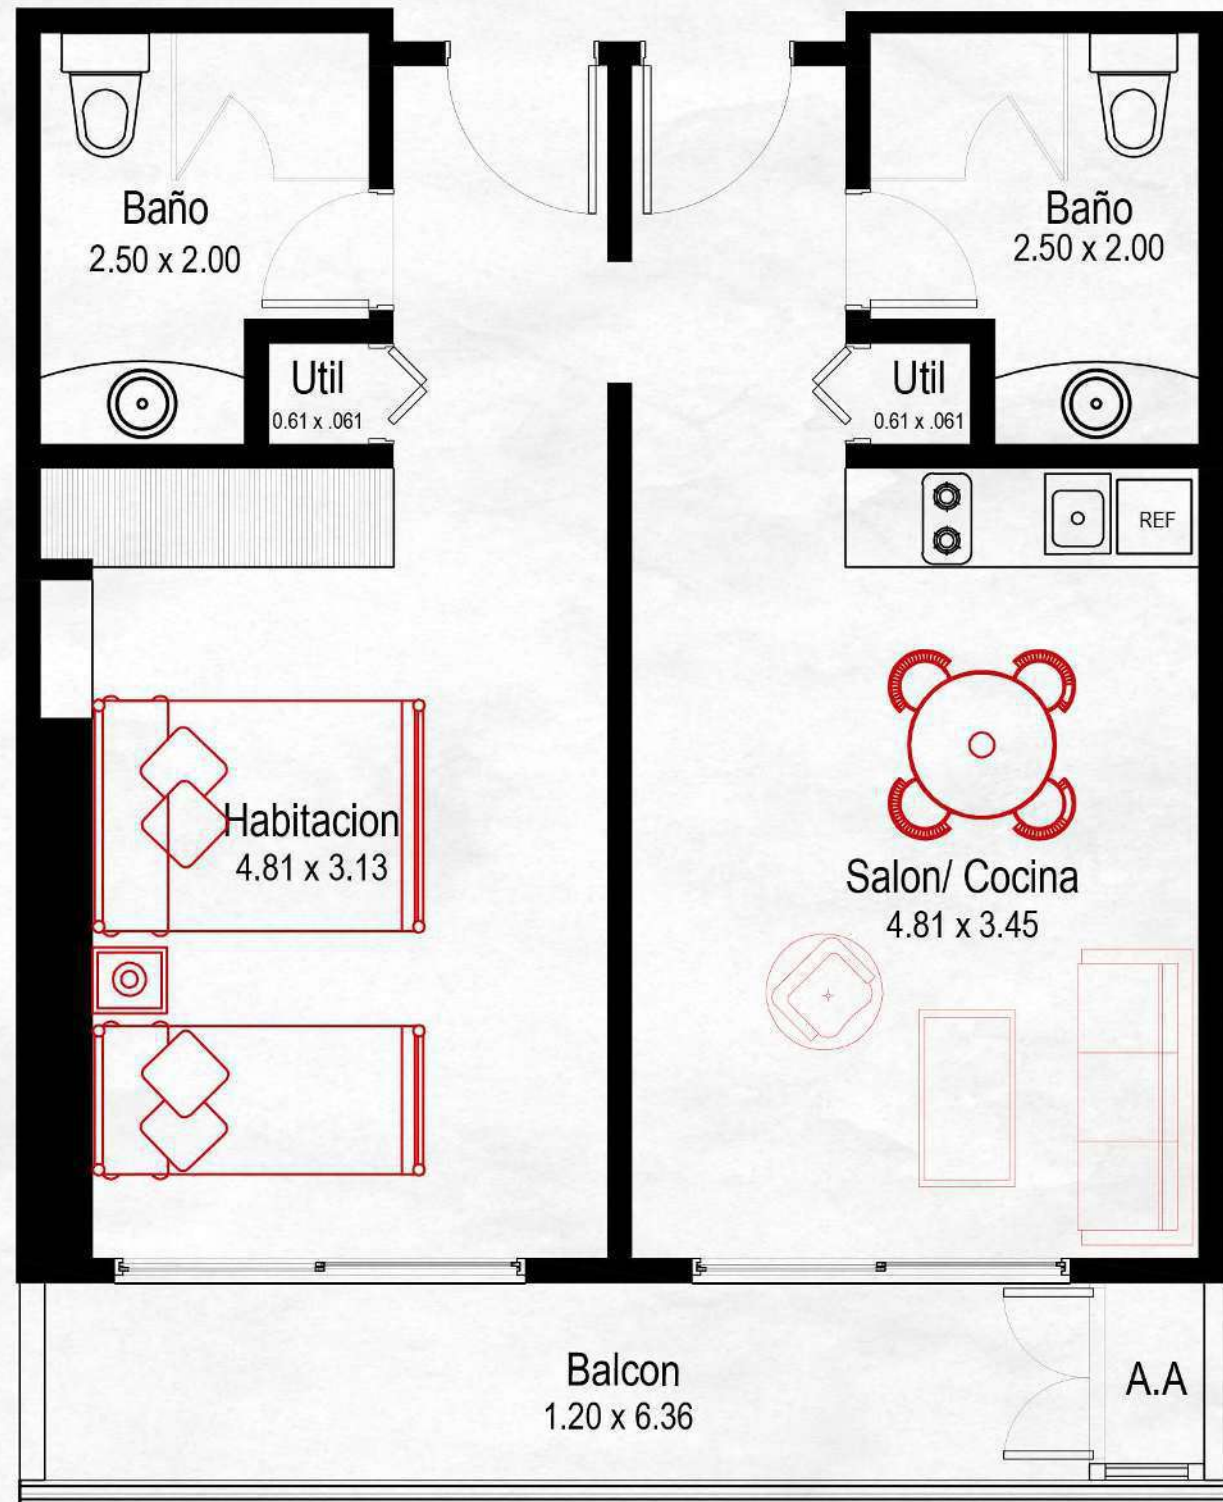 Baño
2.50 x 2.00
Baño
2.50 x 2.00
Util
0.61 x .061
Util
0.61 x .061
REF
Habitacion
4.81 x 3.13
Salon/ Cocina
4.81 x 3.45
Balcon
1.20 x 6.36
A.A